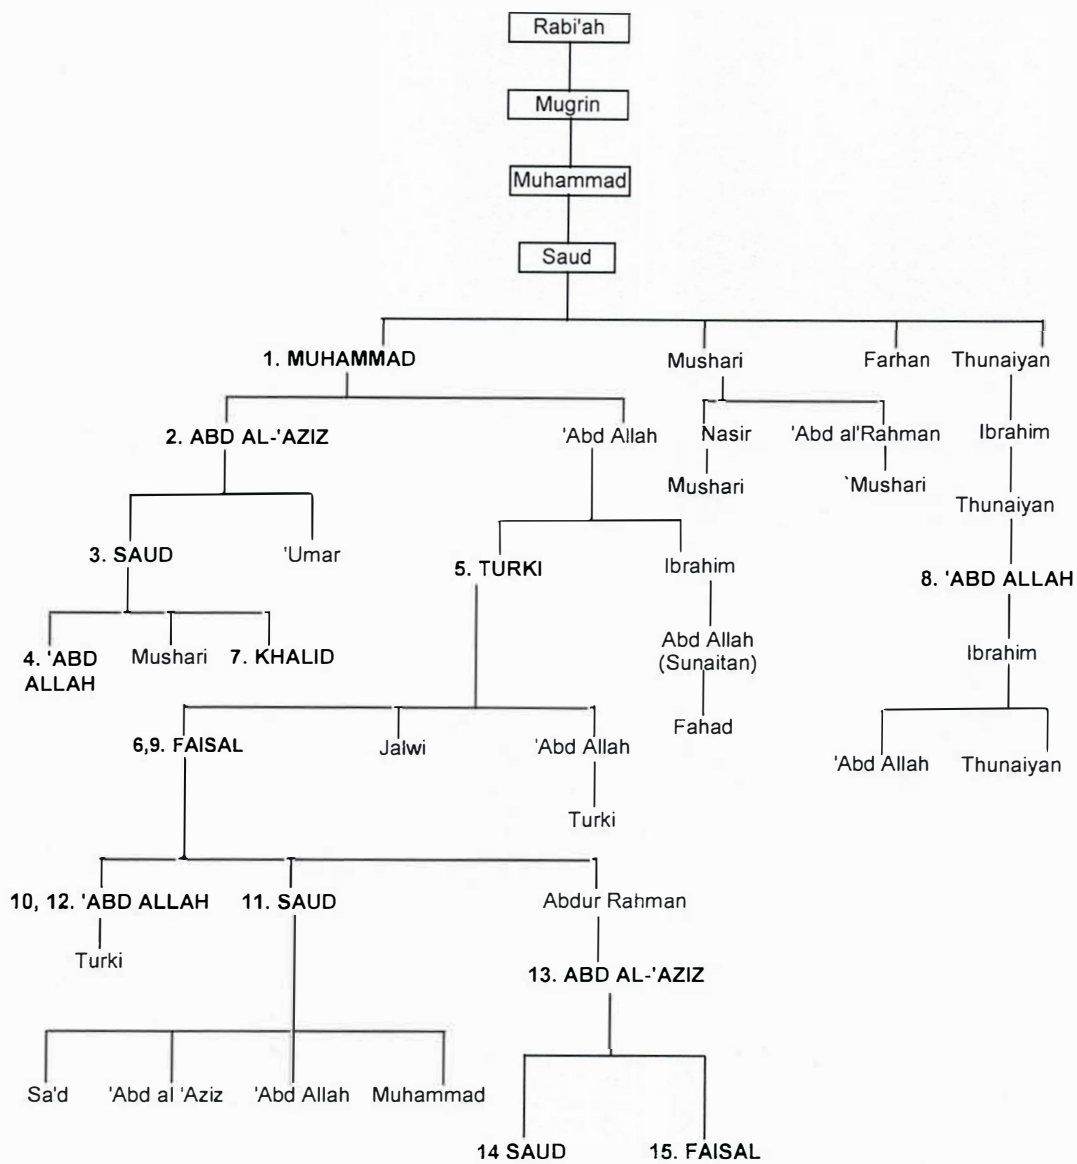 Rabi'ah
Mugrin
Muhammad
Saud
1. MUHAMMAD
Mushari
Farhan
Thunaiyan
2. ABD AL-'AZIZ
'Abd Allah
Nasir
'Abd al'Rahman
Ibrahim
Mushari
`Mushari
Thunaiyan
3. SAUD
'Umar
5. TURKI
Ibrahim
8. 'ABD ALLAH
4. 'ABD
ALLAH
Mushari
7. KHALID
Abd Allah
(Sunaitan)
Ibrahim
6,9. FAISAL
Jalwi
'Abd Allah
Fahad
'Abd Allah
Thunaiyan
Turki
10, 12. 'ABD ALLAH
11. SAUD
Abdur Rahman
Turki
13. ABD AL-'AZIZ
Sa'd
'Abd al 'Aziz
'Abd Allah
Muhammad
14 SAUD
15. FAISAL